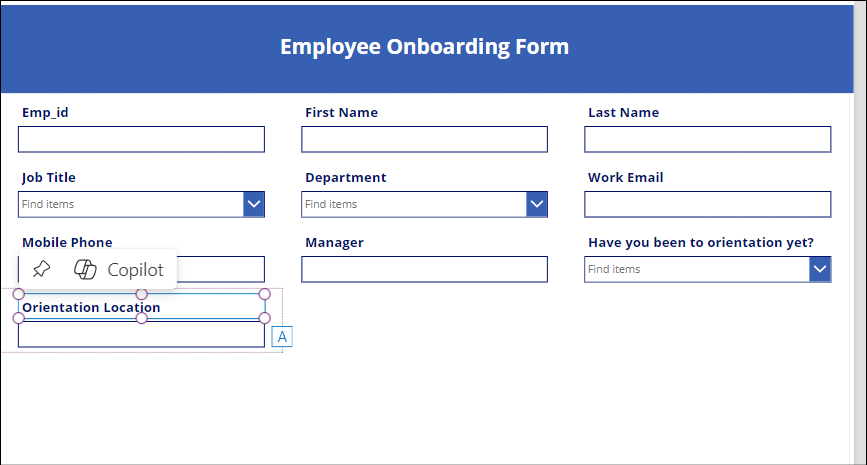 Employee Onboarding Form
Emp_id First Name Last Name
Job Title Department Work Email
Find items Find items
Mobile Phone Manager Have you been to orientation yet?
Copilot Find items
Orientation Location
A